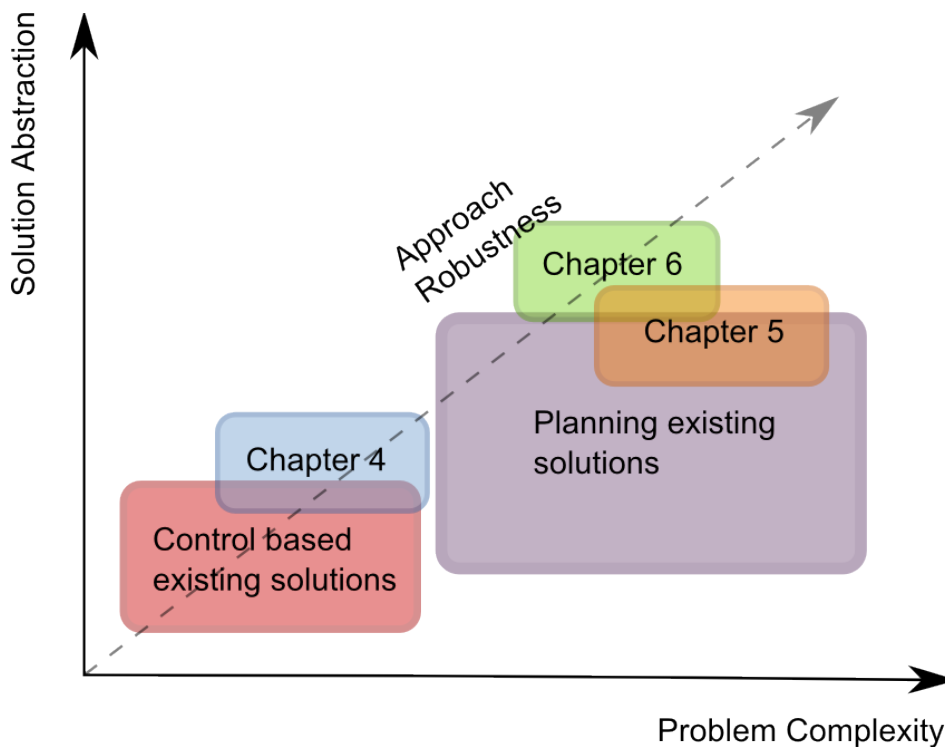 Solution Abstraction
Approach
Robustness
Chapter 6
Chapter 5
Planning existing
solutions
Chapter 4
Control based
existing solutions
Problem Complexity